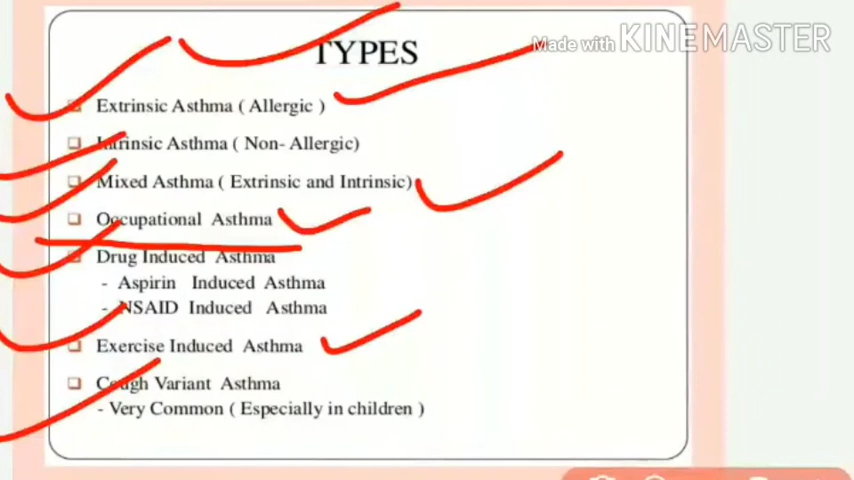 Made with KINEMASTER
TYPES
Extrinsic Asthma ( Allergic )
Intrinsic Asthma ( Non- Allergic)
Mixed Asthma ( Extrinsic and Intrinsic)
Occupational Asthma
Drug Induced Asthma
- Aspirin Induced Asthma
- NSAID Induced Asthma
Exercise Induced Asthma
Cough Variant Asthma
- Very Common ( Especially in children )